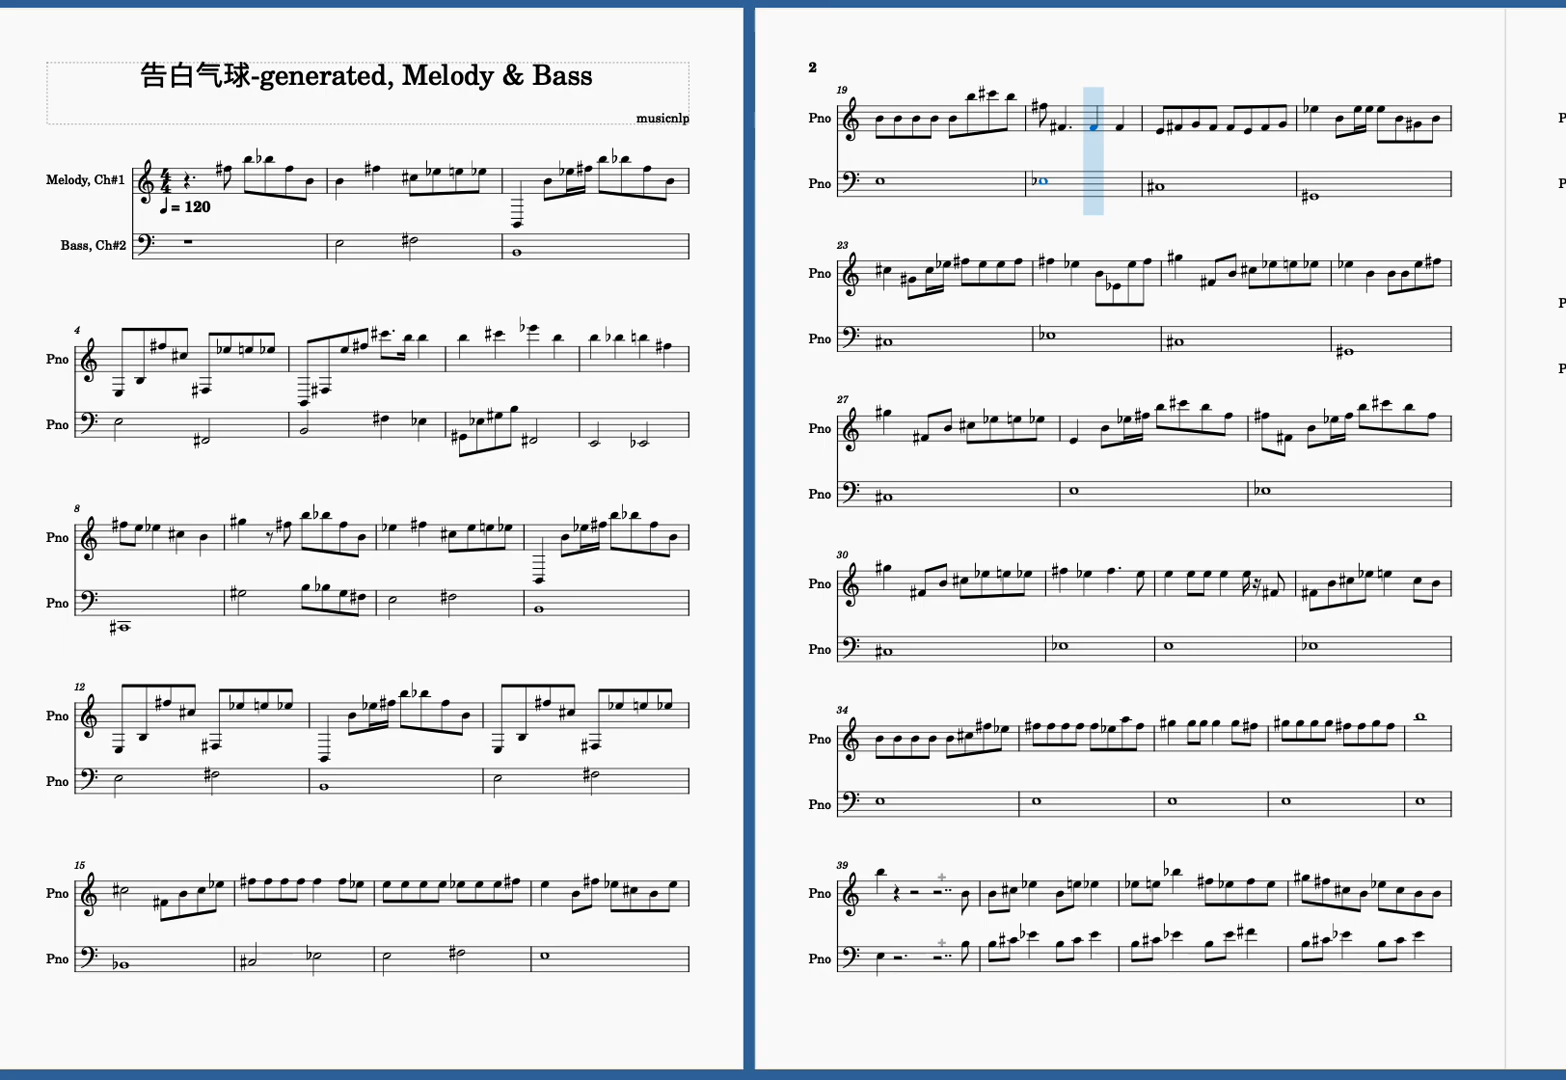 告白气球-generated, Melody & Bass
musicnlp
Melody, Ch#1
4
4
= 120
Bass, Ch#2
4
Pno
Pno
8
Pno
Pno
12
Pno
Pno
15
Pno
Pno
2
19
Pno
Pno
23
Pno
Pno
27
Pno
Pno
30
Pno
Pno
34
Pno
Pno
39
Pno
Pno
P
P
P
P